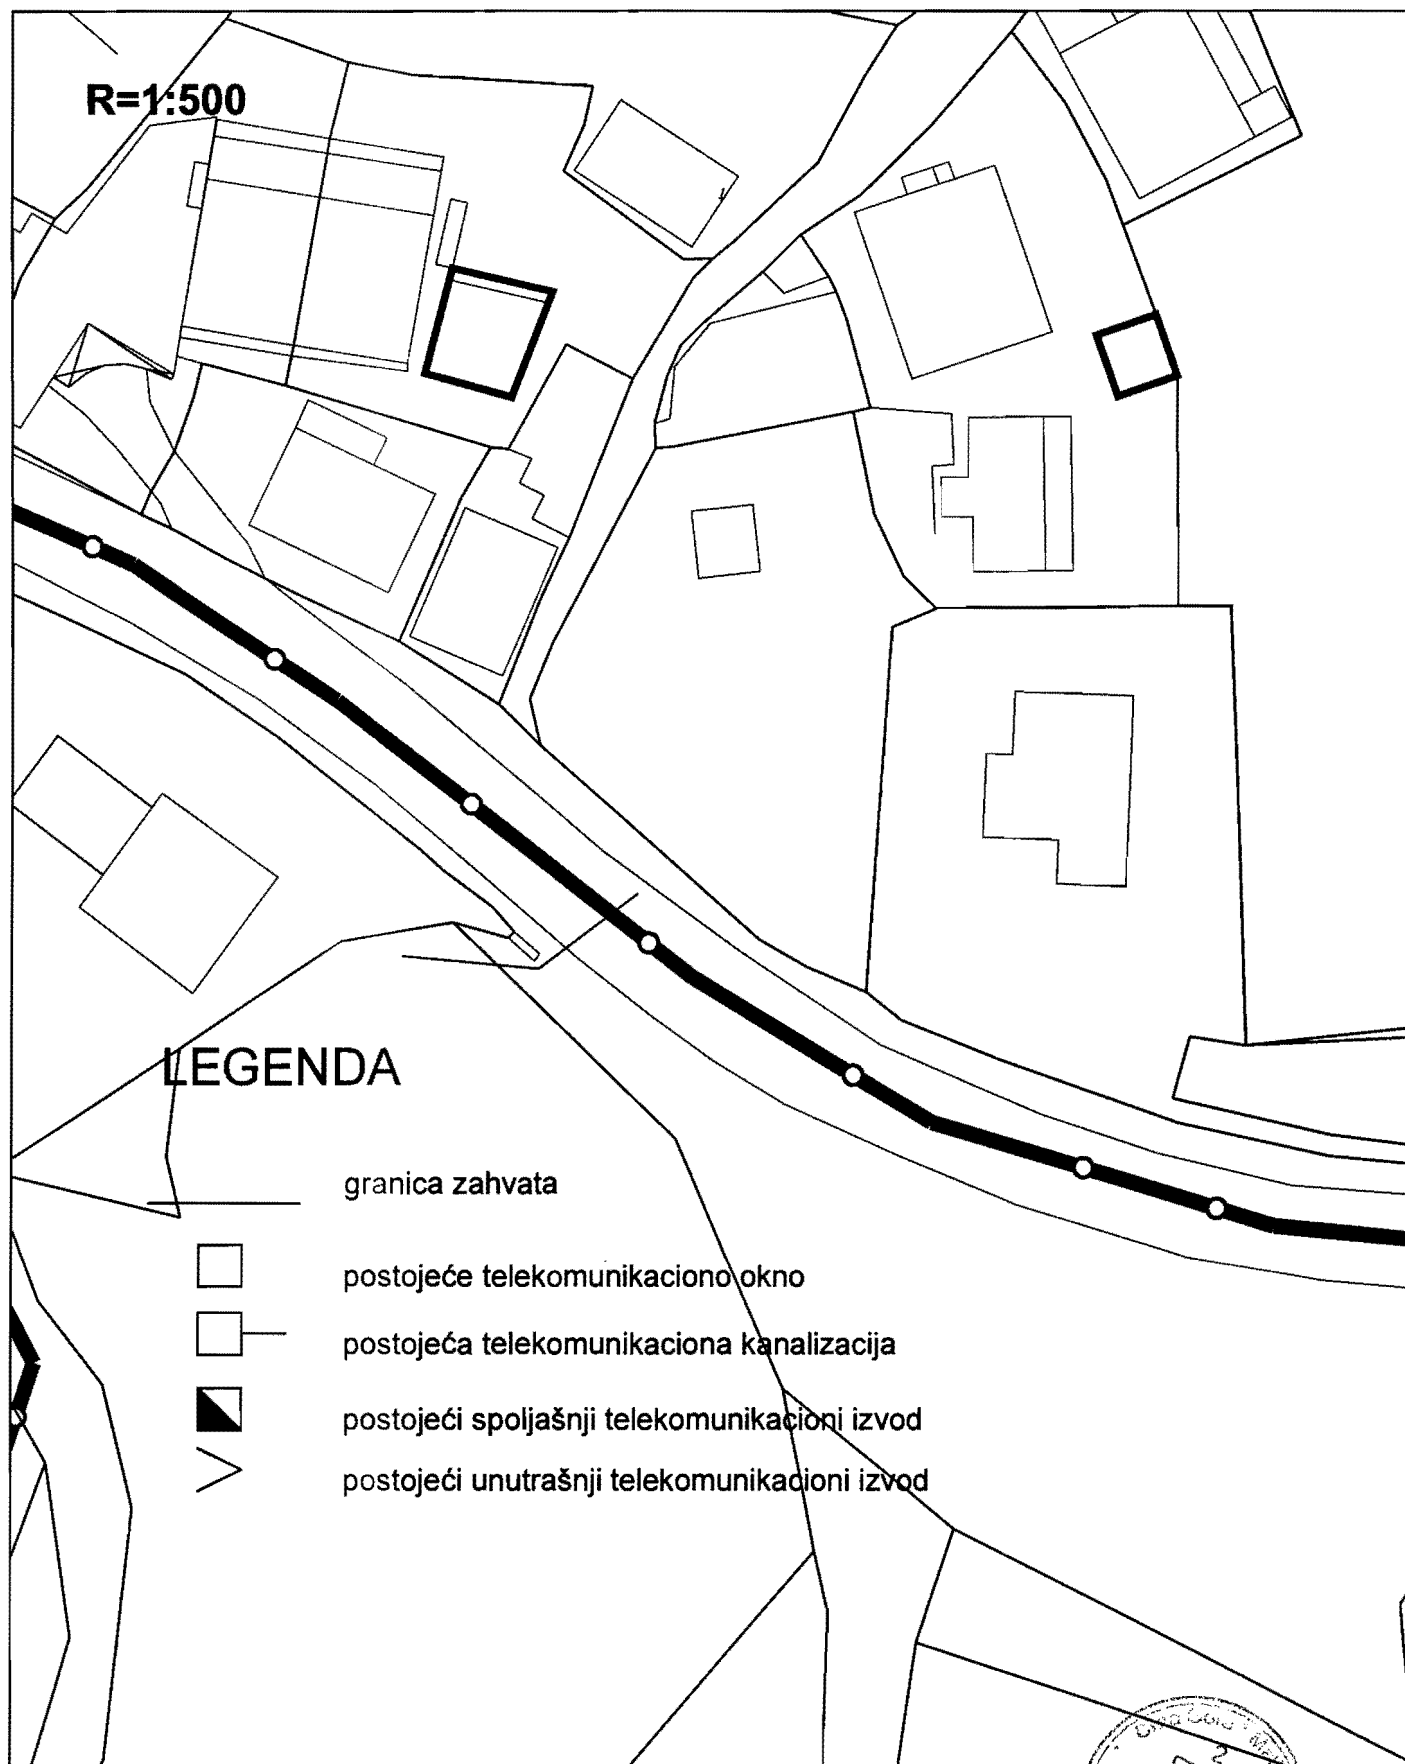 R=1:500
LEGENDA
granica zahvata
postojeće telekomunikaciono okno
postojeća telekomunikaciona kanalizacija
postojeći spoljašnji telekomunikacioni izvod
postojeći unutrašnji telekomunikacioni izvod